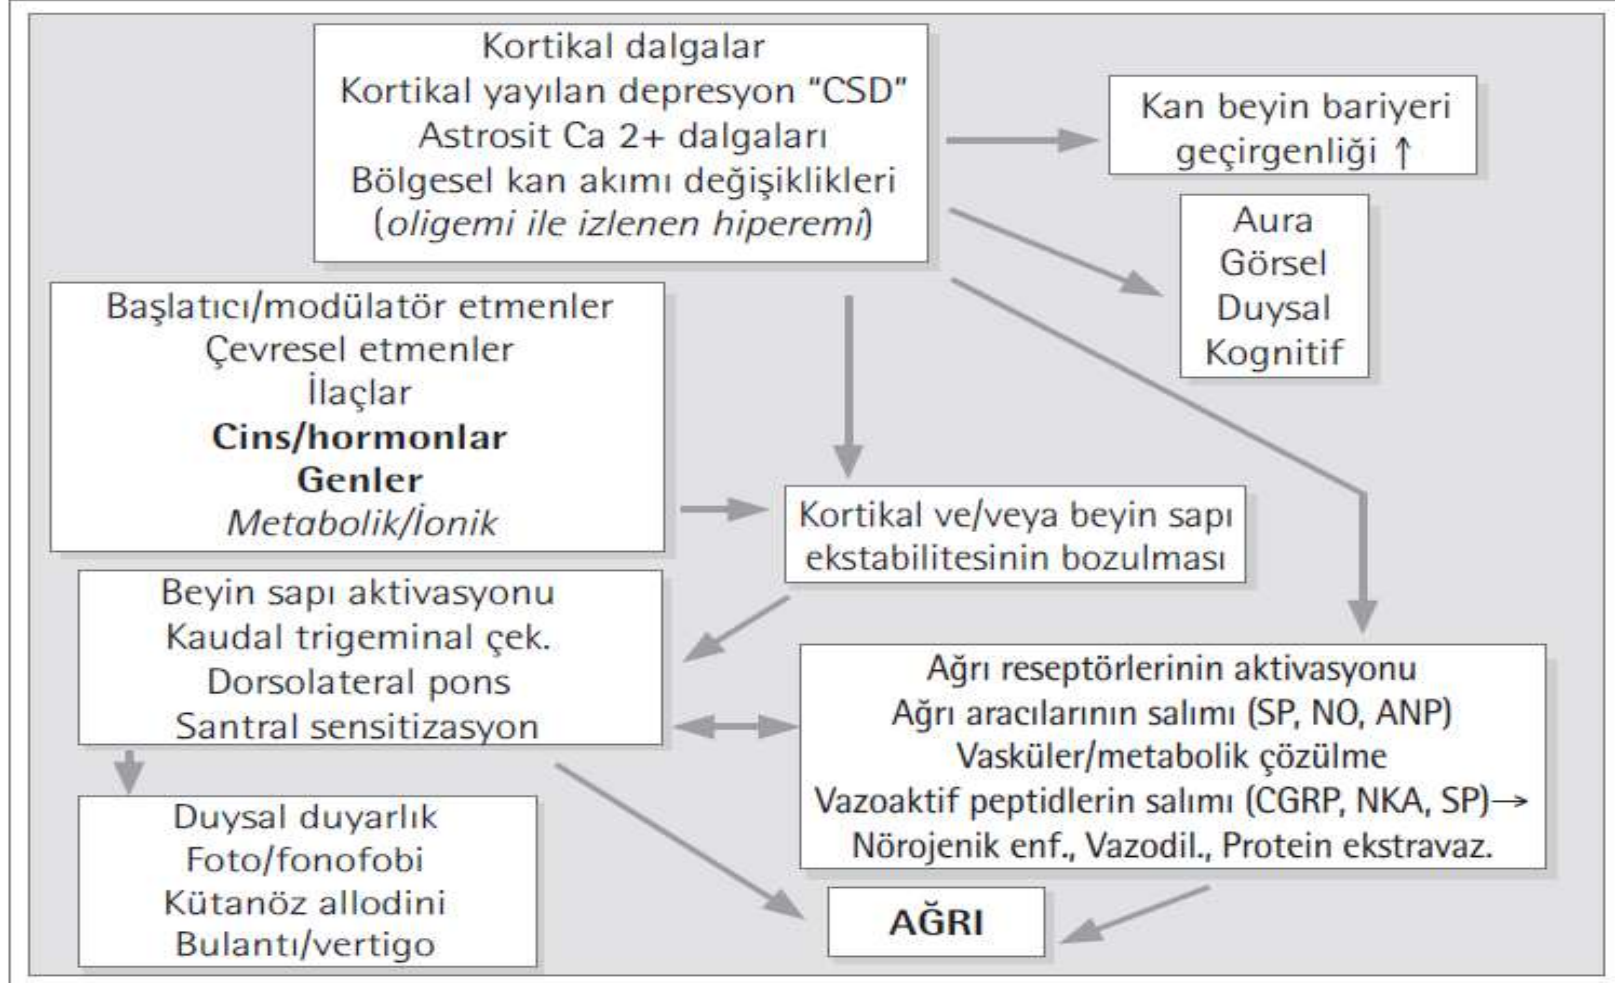 Kortikal dalgalar
Kortikal yayılan depresyon "CSD"
Astrosit Ca 2+ dalgaları
Bölgesel kan akımı değişiklikleri
(oligemi ile izlenen hiperemi)
Kan beyin bariyeri
geçirgenliği ↑
Aura
Görsel
Duysal
Kognitif
Başlatıcı/modülatör etmenler
Çevresel etmenler
İlaçlar
Cins/hormonlar
Genler
Metabolik/İonik
Kortikal ve/veya beyin sapı
ekstabilitesinin bozulması
Beyin sapı aktivasyonu
Kaudal trigeminal çek.
Dorsolateral pons
Santral sensitizasyon
Ağrı reseptörlerinin aktivasyonu
Ağrı aracılarının salımı (SP, NO, ANP)
Vasküler/metabolik çözülme
Vazoaktif peptidlerin salımı (CGRP, NKA, SP)→
Nörojenik enf., Vazodil., Protein ekstravaz.
Duysal duyarlık
Foto/fonofobi
Kütanöz allodini
Bulantı/vertigo
AĞRI